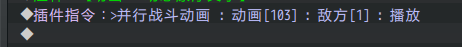 ◆插件指令：>并行战斗动画 : 动画[103] : 敌方[1] : 播放
◆